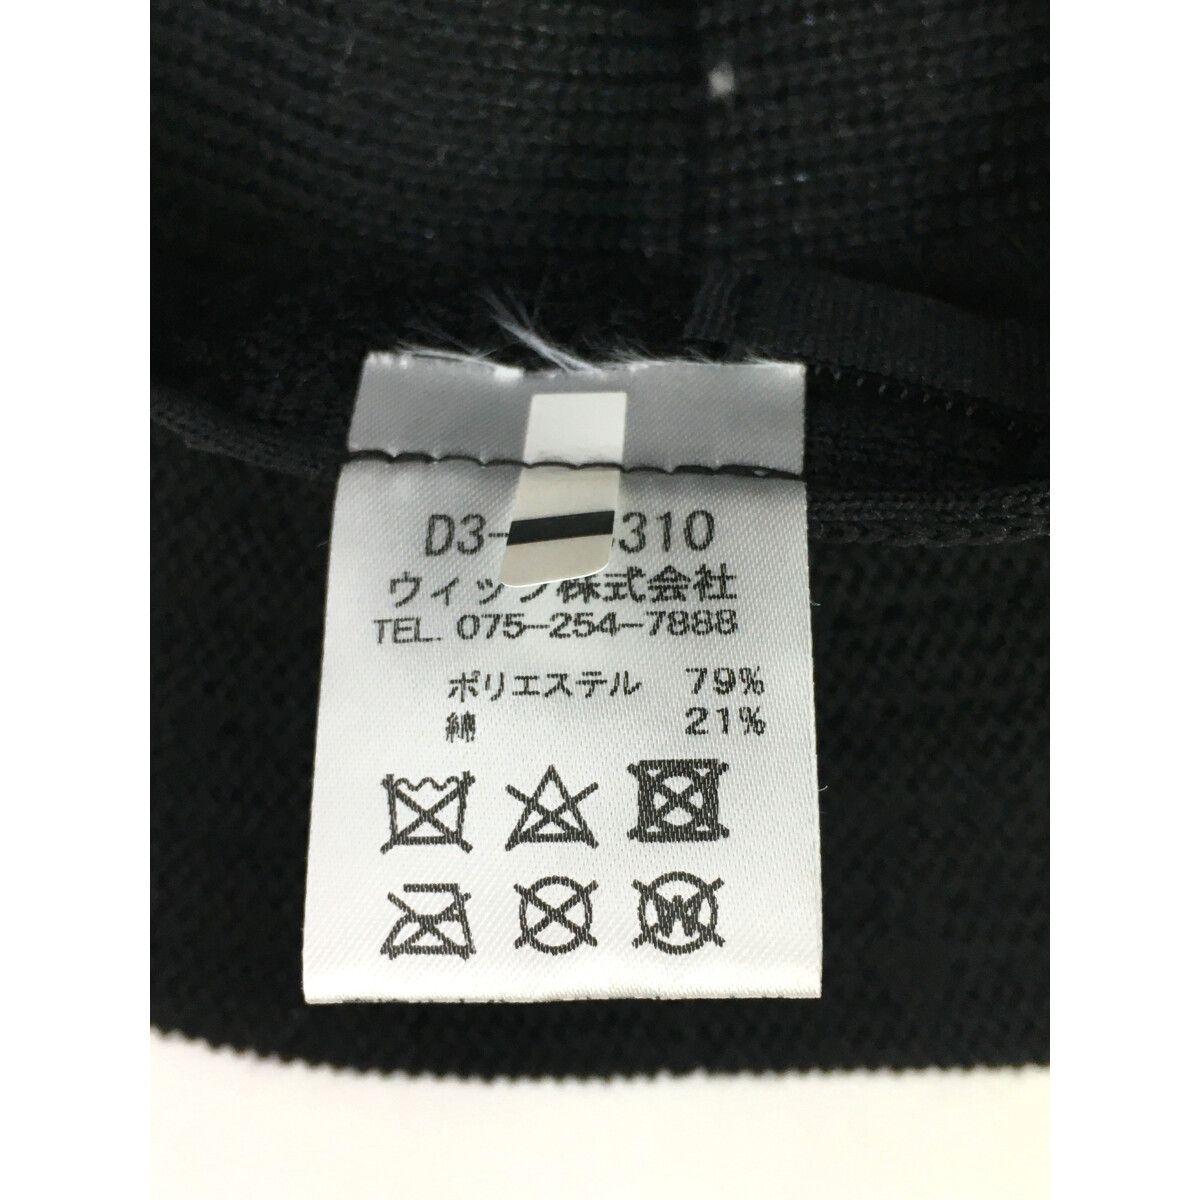 D3- 310
ウィップ株式会社
TEL. 075-254-7888
ポリエステル 79%
綿 21%